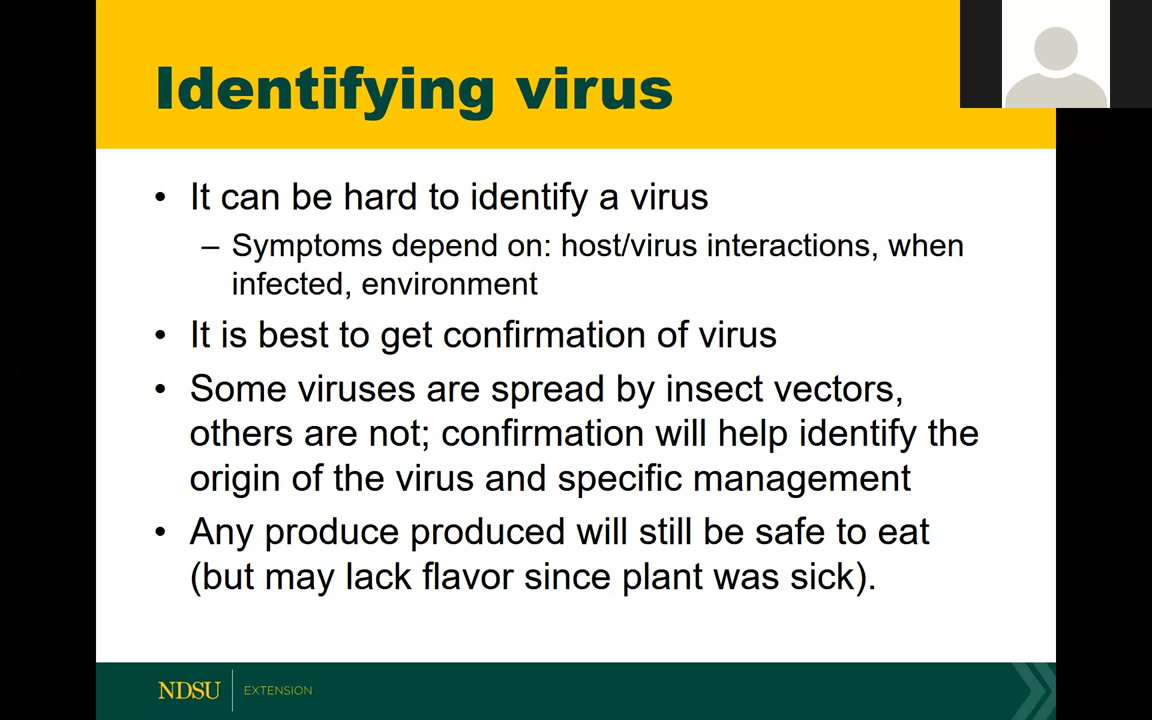 Identifying virus
• It can be hard to identify a virus
– Symptoms depend on: host/virus interactions, when
infected, environment
• It is best to get confirmation of virus
• Some viruses are spread by insect vectors,
others are not; confirmation will help identify the
origin of the virus and specific management
• Any produce produced will still be safe to eat
(but may lack flavor since plant was sick).
NDSU EXTENSION